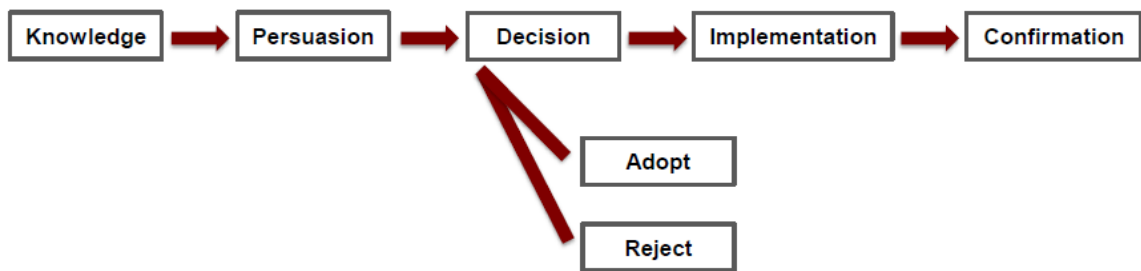 Knowledge
Persuasion
Decision
Implementation
Confirmation
Adopt
Reject